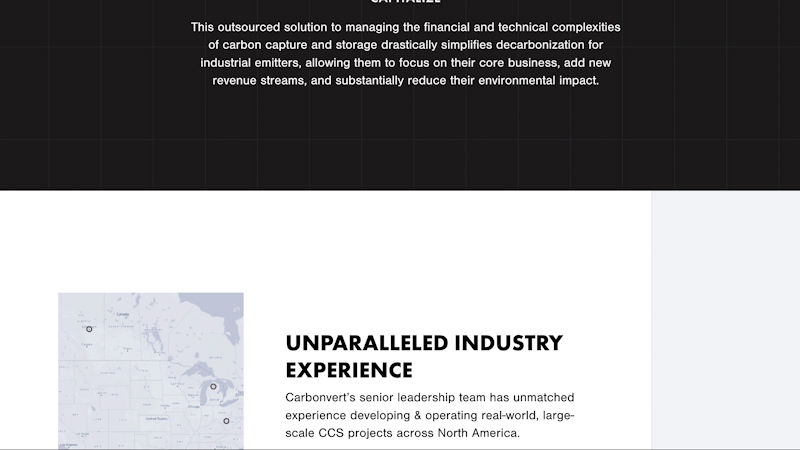 CAPITALIZE
This outsourced solution to managing the financial and technical complexities
of carbon capture and storage drastically simplifies decarbonization for
industrial emitters, allowing them to focus on their core business, add new
revenue streams, and substantially reduce their environmental impact.
Canada
UNPARALLELED INDUSTRY
EXPERIENCE
Carbonvert's senior leadership team has unmatched
experience developing & operating real-world, large-
scale CCS projects across North America.